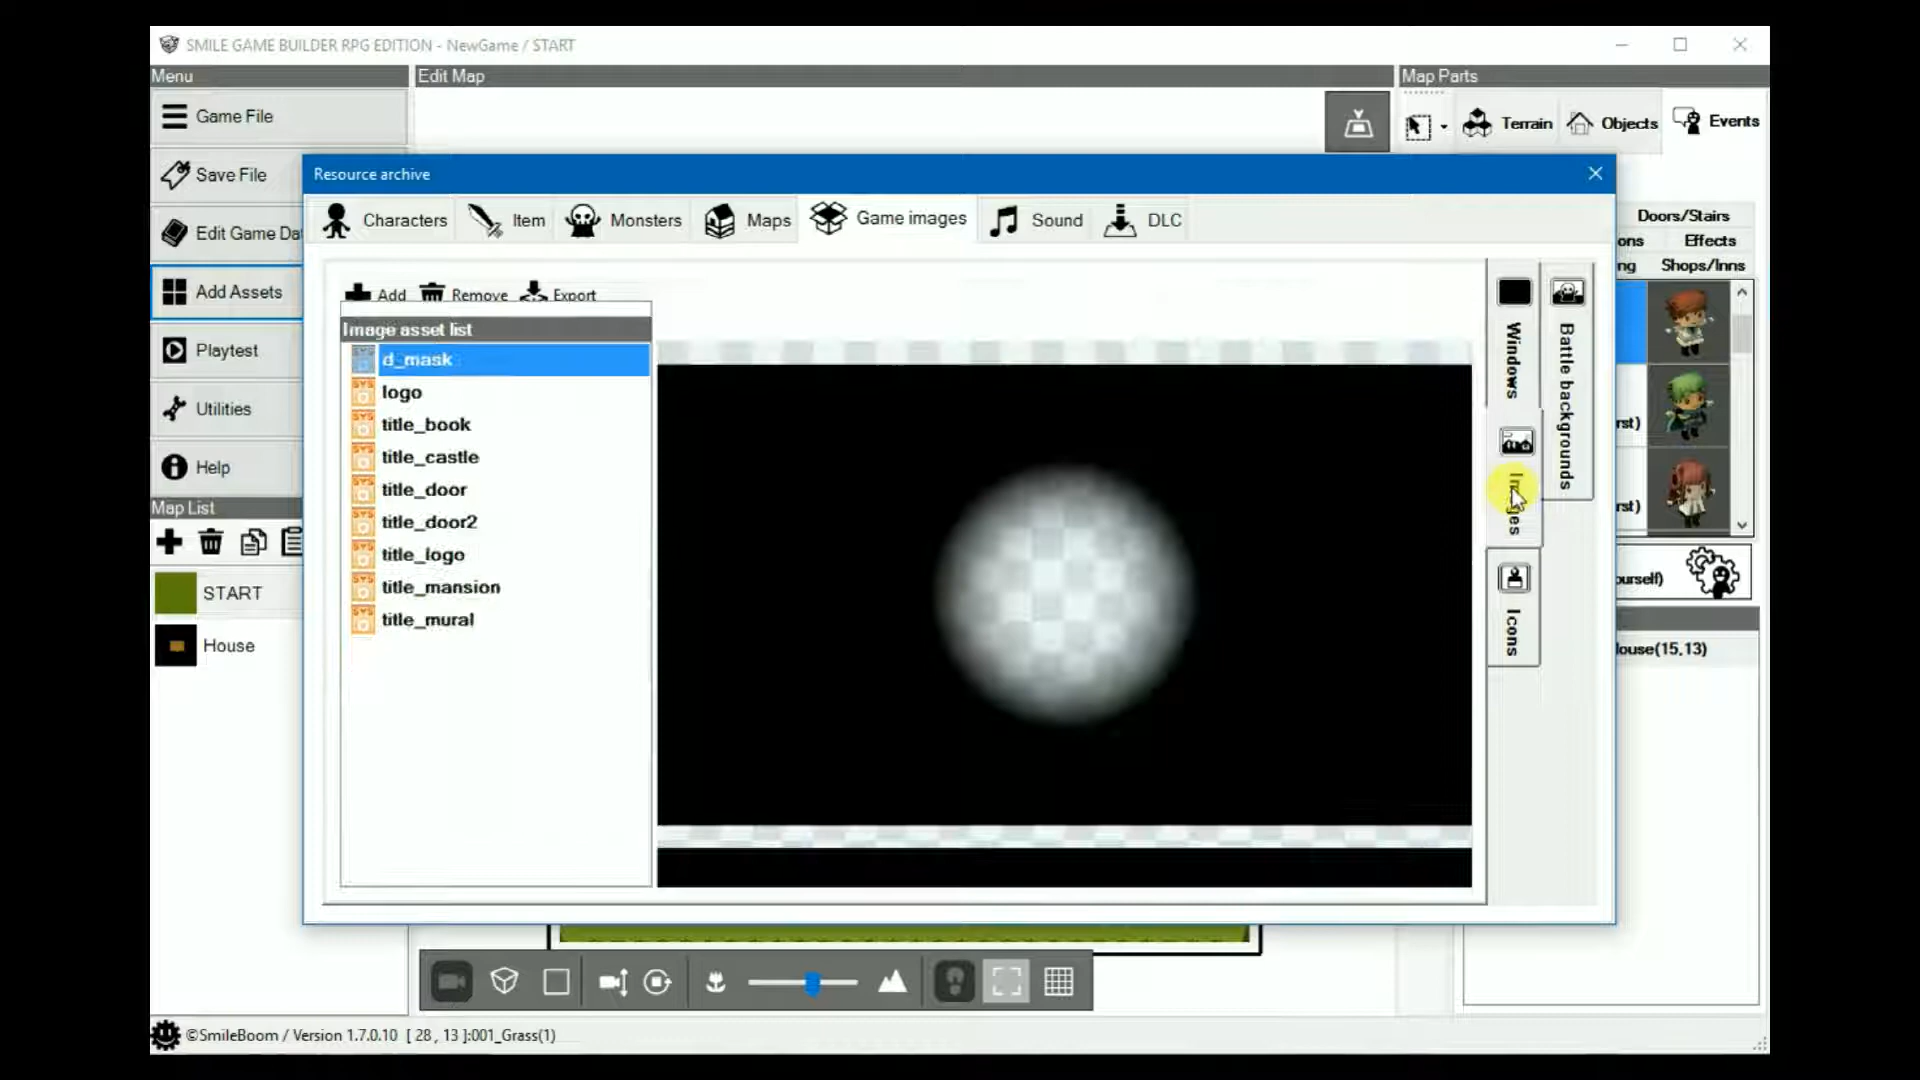 SMILE GAME BUILDER RPG EDITION - NewGame / START
Menu
Edit Map
Map Parts
Game File
Terrain
Objects
Events
Save File
Resource archive
Characters
Item
Monsters
Maps
Game images
Sound
DLC
Doors/Stairs
Edit Game Da
ons
Effects
ng
Shops/Inns
Add Assets
Add
Remove
Export
Image asset list
d_mask
logo
title_book
title_castle
title_door
title_door2
title_logo
title_mansion
title_mural
Windows
Battle backgrounds
Images
Icons
Playtest
Utilities
Help
rst)
rst)
Map List
START
House
ourself)
louse(15,13)
©SmileBoom / Version 1.7.0.10 [ 28 , 13 ]:001_Grass(1)